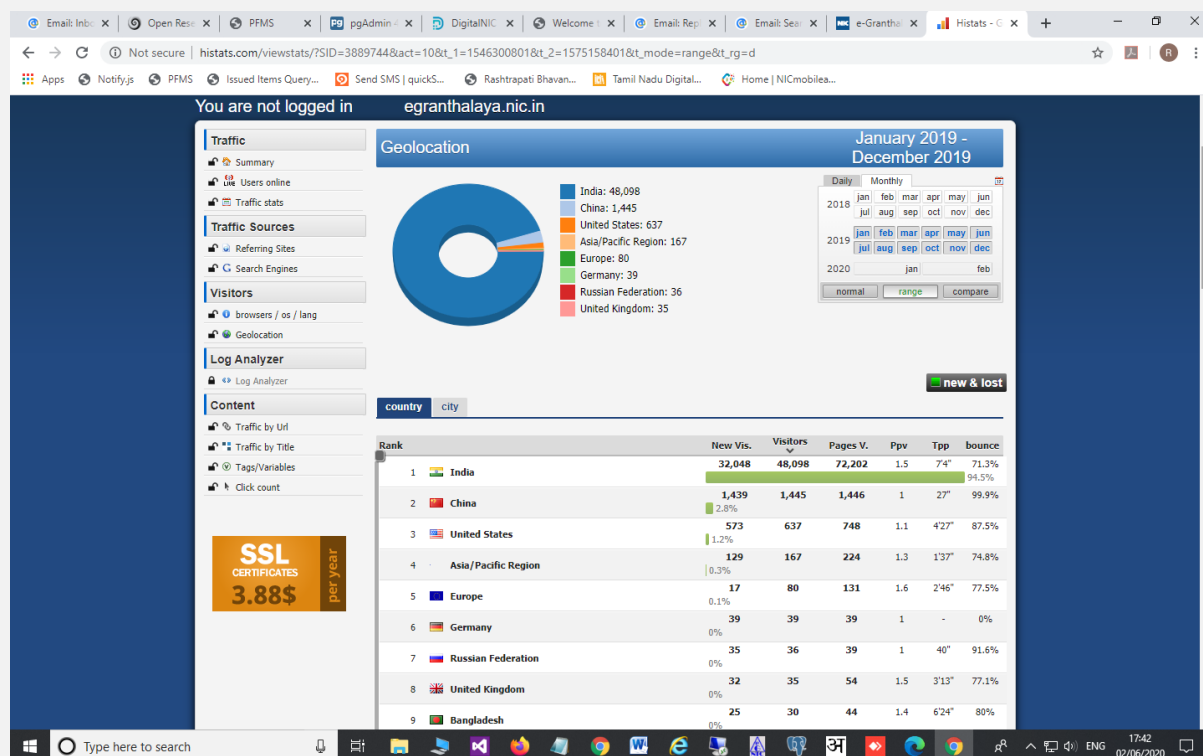 Email: Inbo
Open Rese
PFMS
pgAdmin 4
DigitalNIC
Welcome t
Email: Repl
Email: Sear
e-Granthal
Histats - G
Not secure | histats.com/viewstats/?SID=3889744&act=10&t_1=1546300801&t_2=1575158401&t_mode=range&t_rg=d
R
Apps Notify.js PFMS Issued Items Query... Send SMS | quickS... Rashtrapati Bhavan... Tamil Nadu Digital... Home | NICmobilea...
You are not logged in egranthalaya.nic.in
Traffic
Summary
LIVE Users online
Traffic stats
Traffic Sources
Referring Sites
Search Engines
Visitors
browsers / os / lang
Geolocation
Log Analyzer
Log Analyzer
Content
Traffic by Url
Traffic by Title
Tags/Variables
Click count
SSL
CERTIFICATES
3.88$
per year
Geolocation
January 2019 -
December 2019
India: 48,098
China: 1,445
United States: 637
Asia/Pacific Region: 167
Europe: 80
Germany: 39
Russian Federation: 36
United Kingdom: 35
Daily Monthly
2018 jan feb mar apr may jun
jul aug sep oct nov dec
2019 jan feb mar apr may jun
jul aug sep oct nov dec
2020 jan feb
normal range compare
new & lost
country city
Rank New Vis. Visitors Pages V. Ppv Tpp bounce
1 India 32,048 48,098 72,202 1.5 7'4" 71.3%
94.5%
2 China 1,439 1,445 1,446 1 27" 99.9%
2.8%
3 United States 573 637 748 1.1 4'27" 87.5%
1.2%
4 Asia/Pacific Region 129 167 224 1.3 1'37" 74.8%
0.3%
5 Europe 17 80 131 1.6 2'46" 77.5%
0.1%
6 Germany 39 39 39 1 - 0%
0%
7 Russian Federation 35 36 39 1 40" 91.6%
0%
8 United Kingdom 32 35 54 1.5 3'13" 77.1%
0%
9 Bangladesh 25 30 44 1.4 6'24" 80%
0%
Type here to search
अ
ENG
17:42
02/06/2020